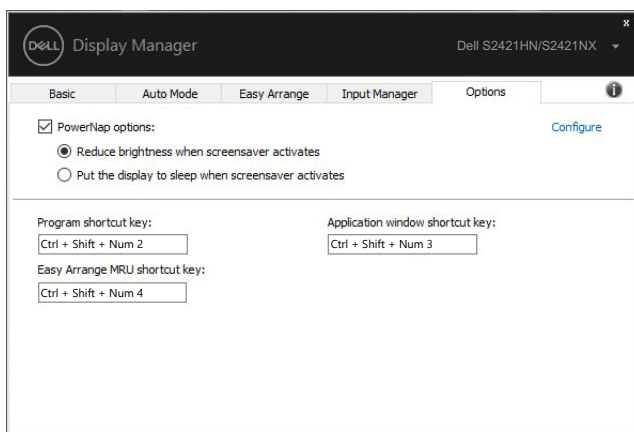 x
DELL Display Manager Dell S2421HN/S2421NX
Basic Auto Mode Easy Arrange Input Manager Options i
PowerNap options: Configure
Reduce brightness when screensaver activates
Put the display to sleep when screensaver activates
Program shortcut key: Application window shortcut key:
Ctrl + Shift + Num 2 Ctrl + Shift + Num 3
Easy Arrange MRU shortcut key:
Ctrl + Shift + Num 4